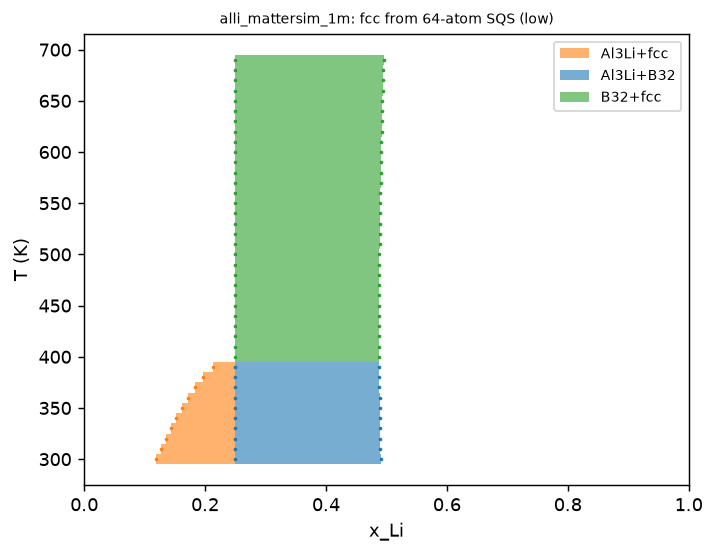 alli_mattersim_1m: fcc from 64-atom SQS (low)
Al3Li+fcc
Al3Li+B32
B32+fcc
700
650
600
550
500
450
400
350
300
T (K)
0.0 0.2 0.4 0.6 0.8 1.0
x_Li